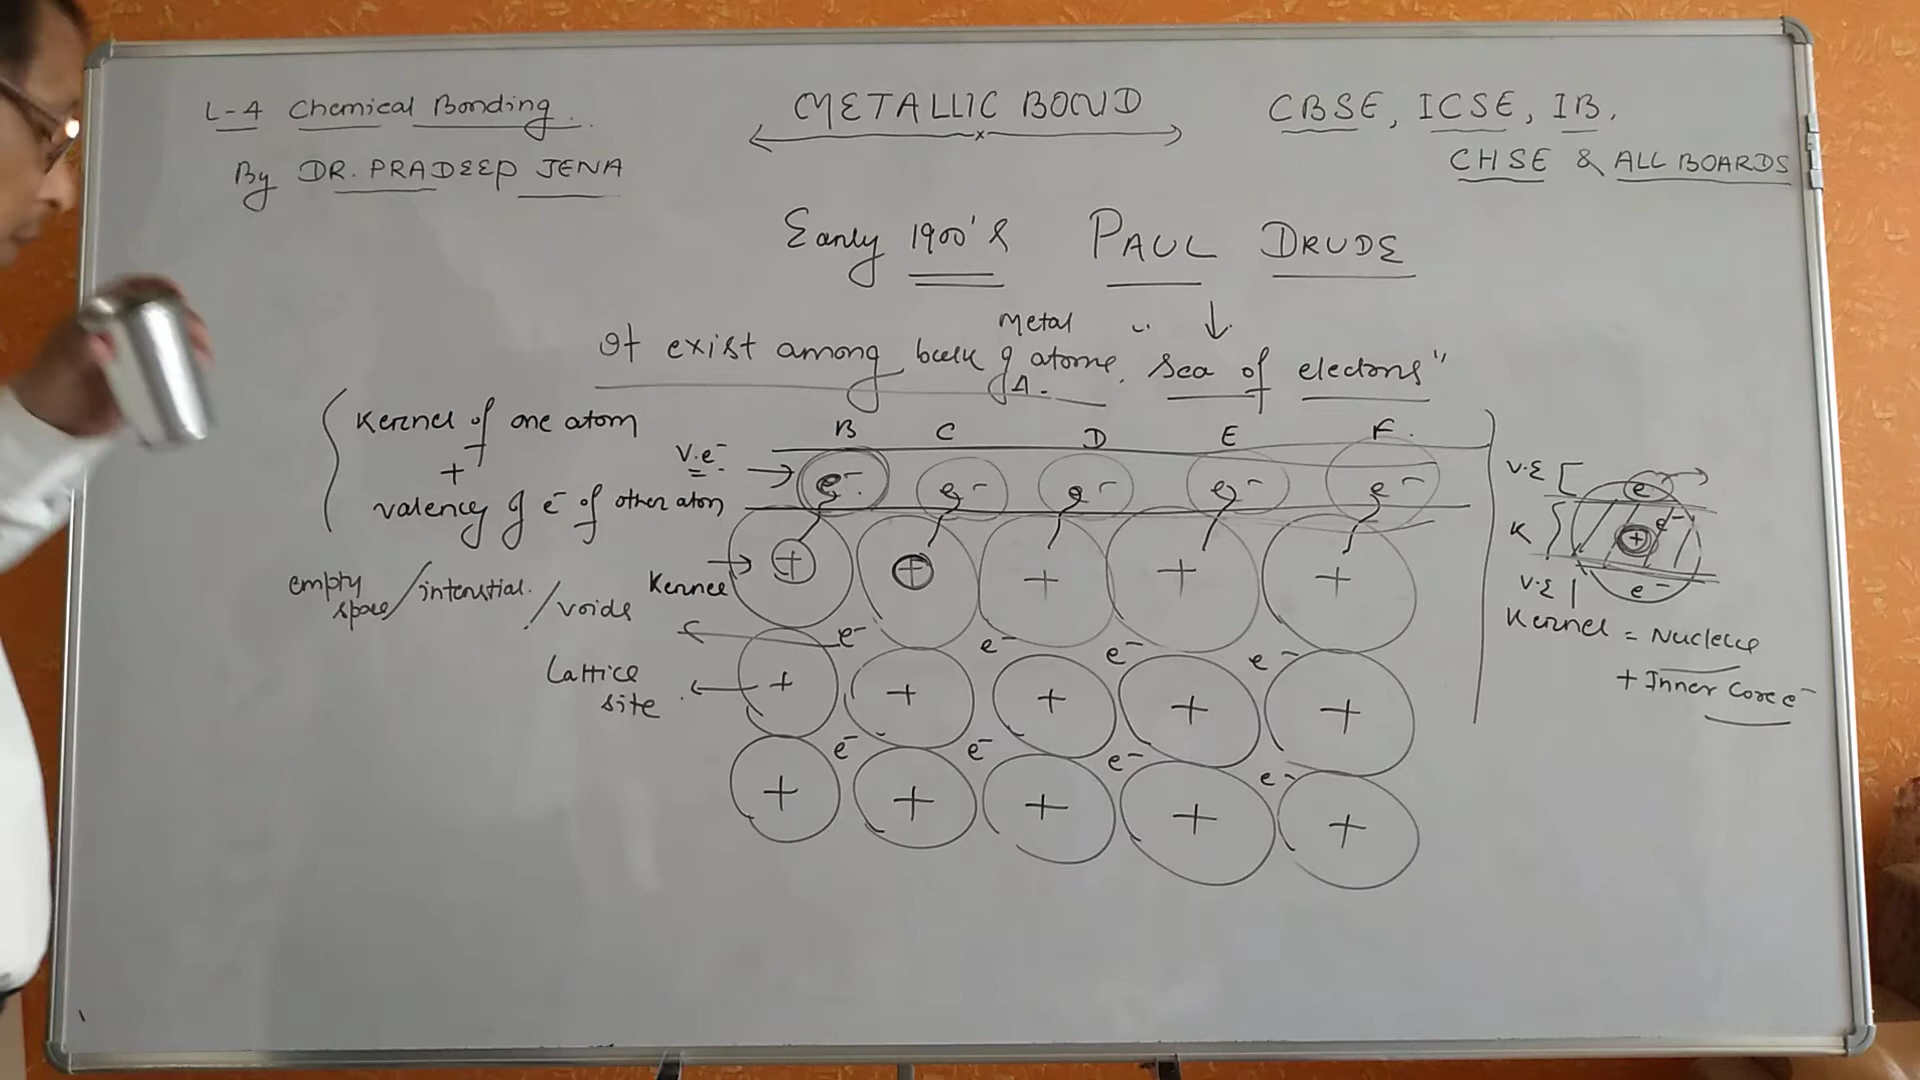 L-4 Chemical Bonding.
By DR. PRADEEP JENA
METALLIC BOND
CBSE, ICSE, IB,
CHSE & ALL BOARDS
Early 1900's PAUL DRUDE
Metal
It exist among bulk of atoms. Sea of electons"
Kernel of one atom
+
valency of e- of other atom
empty space/interstial./voids
Lattice
site
V.e-
B C D E F.
e- e- e- e- e-
Kernel
+ + + + +
e- e- e- e-
+ + + + +
e- e- e- e-
+ + + + +
V.E
K
V.E
e-
e-
+
e-
Kernel = Nucleus
+ Inner Core e-